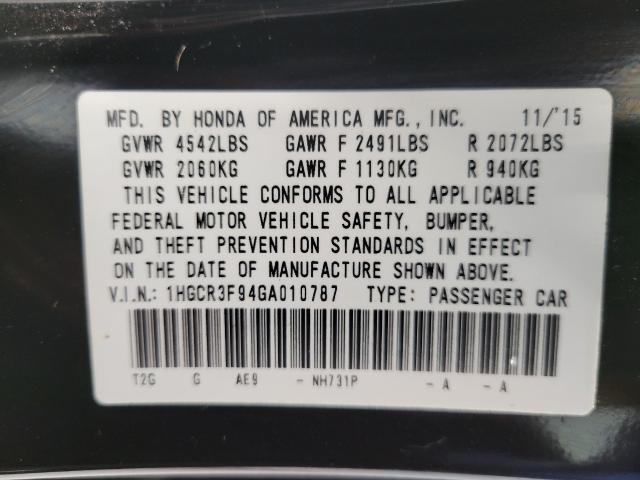 MFD. BY HONDA OF AMERICA MFG., INC. 11/'15
GVWR 4542LBS GAWR F 2491LBS R 2072LBS
GVWR 2060KG GAWR F 1130KG R 940KG
THIS VEHICLE CONFORMS TO ALL APPLICABLE
FEDERAL MOTOR VEHICLE SAFETY, BUMPER,
AND THEFT PREVENTION STANDARDS IN EFFECT
ON THE DATE OF MANUFACTURE SHOWN ABOVE.
V.I.N.: 1HGCR3F94GA010787 TYPE: PASSENGER CAR
T2G G AE9 - NH731P - A - A